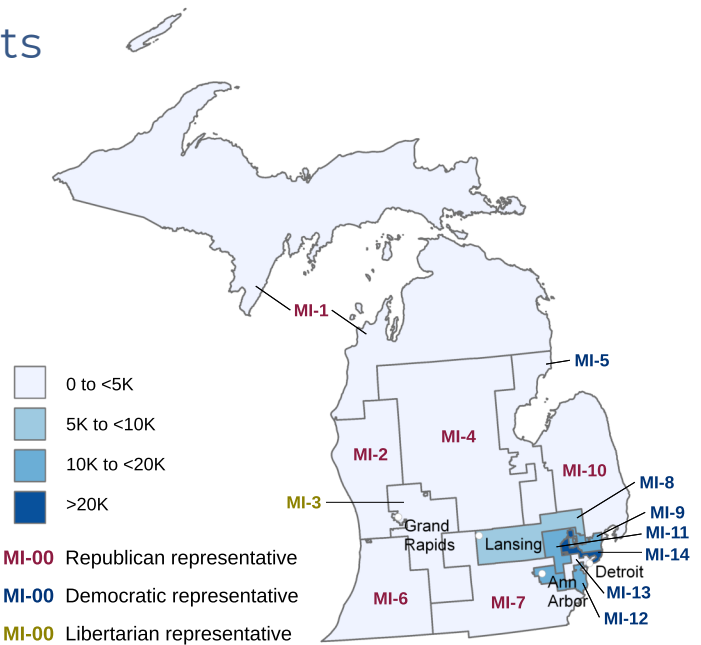 ts
MI-1
MI-5
0 to <5K
5K to <10K
10K to <20K
>20K
MI-2
MI-4
MI-10
MI-8
MI-3
MI-9
Grand
Rapids
Lansing
MI-11
MI-14
Detroit
Ann
Arbor
MI-13
MI-12
MI-6
MI-7
MI-00 Republican representative
MI-00 Democratic representative
MI-00 Libertarian representative